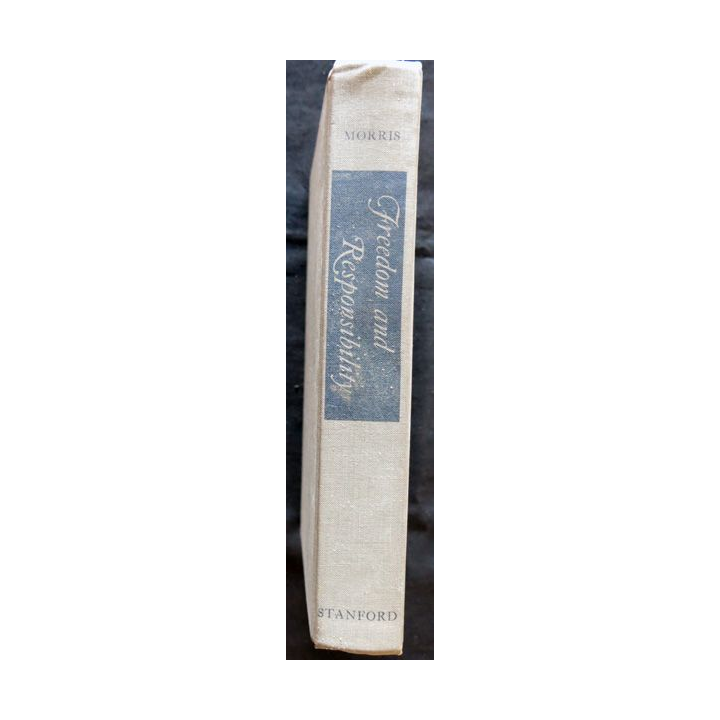 MORRIS
Freedom and
Responsibility
STANFORD